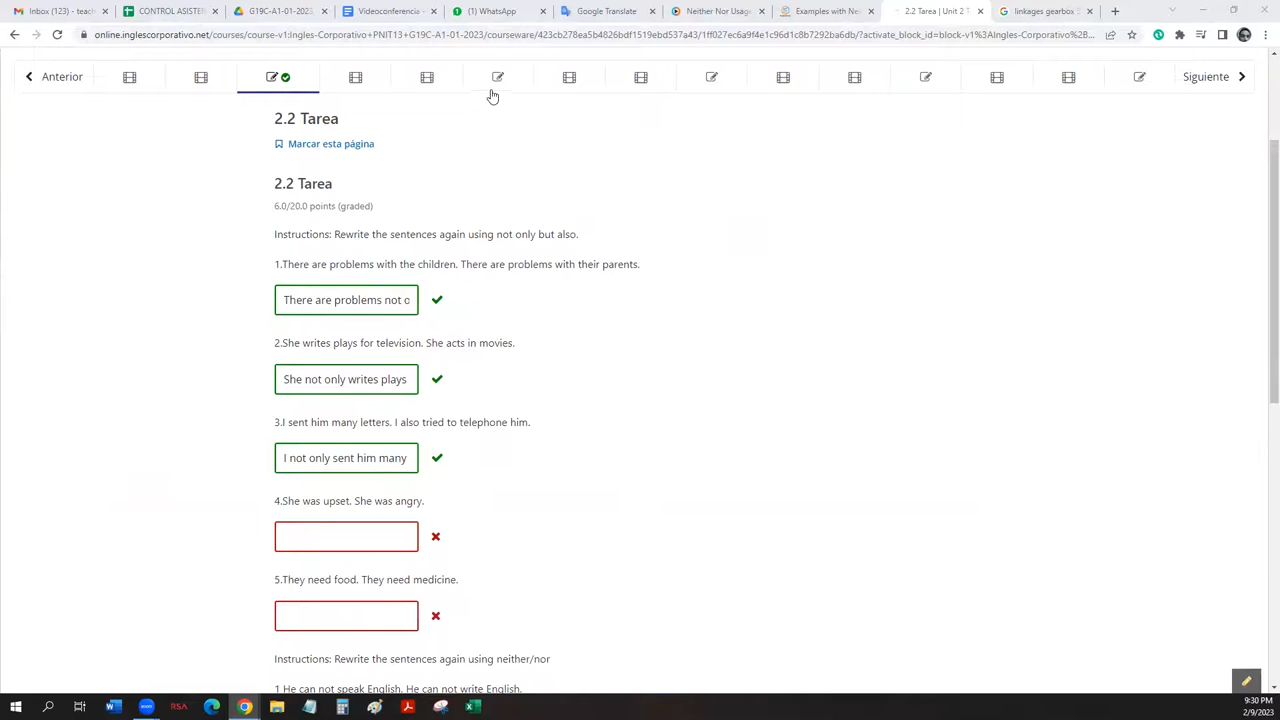 Inbox (123) - teach
CONTROL ASISTEN
G19C-A1-01-2023,
Videoconferencia -
(1) WhatsApp
Google Translate
Neither Nor Usage
Examples with Nei
2.2 Tarea | Unit 2 T
linkages gearbox S
online.inglescorporativo.net/courses/course-v1:Ingles-Corporativo+PNIT13+G19C-A1-01-2023/courseware/423cb278ea5b4826bdf1519ebd537a43/1ff027ec6a9f4e1c96d1c8b7292ba6db/?activate_block_id=block-v1%3AIngles-Corporativo%2B...
Anterior
Siguiente
2.2 Tarea
Marcar esta página
2.2 Tarea
6.0/20.0 points (graded)
Instructions: Rewrite the sentences again using not only but also.
1.There are problems with the children. There are problems with their parents.
There are problems not o
2.She writes plays for television. She acts in movies.
She not only writes plays
3.I sent him many letters. I also tried to telephone him.
I not only sent him many
4.She was upset. She was angry.
5.They need food. They need medicine.
Instructions: Rewrite the sentences again using neither/nor
1 He can not speak English. He can not write English.
9:30 PM
2/9/2023